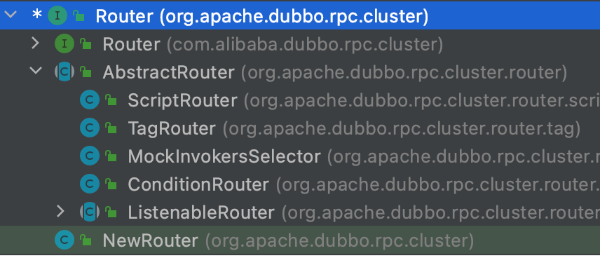 * Router (org.apache.dubbo.rpc.cluster)
Router (com.alibaba.dubbo.rpc.cluster)
AbstractRouter (org.apache.dubbo.rpc.cluster.router)
ScriptRouter (org.apache.dubbo.rpc.cluster.router.scri
TagRouter (org.apache.dubbo.rpc.cluster.router.tag)
MockInvokersSelector (org.apache.dubbo.rpc.cluster.r
ConditionRouter (org.apache.dubbo.rpc.cluster.router.
ListenableRouter (org.apache.dubbo.rpc.cluster.router
NewRouter (org.apache.dubbo.rpc.cluster)